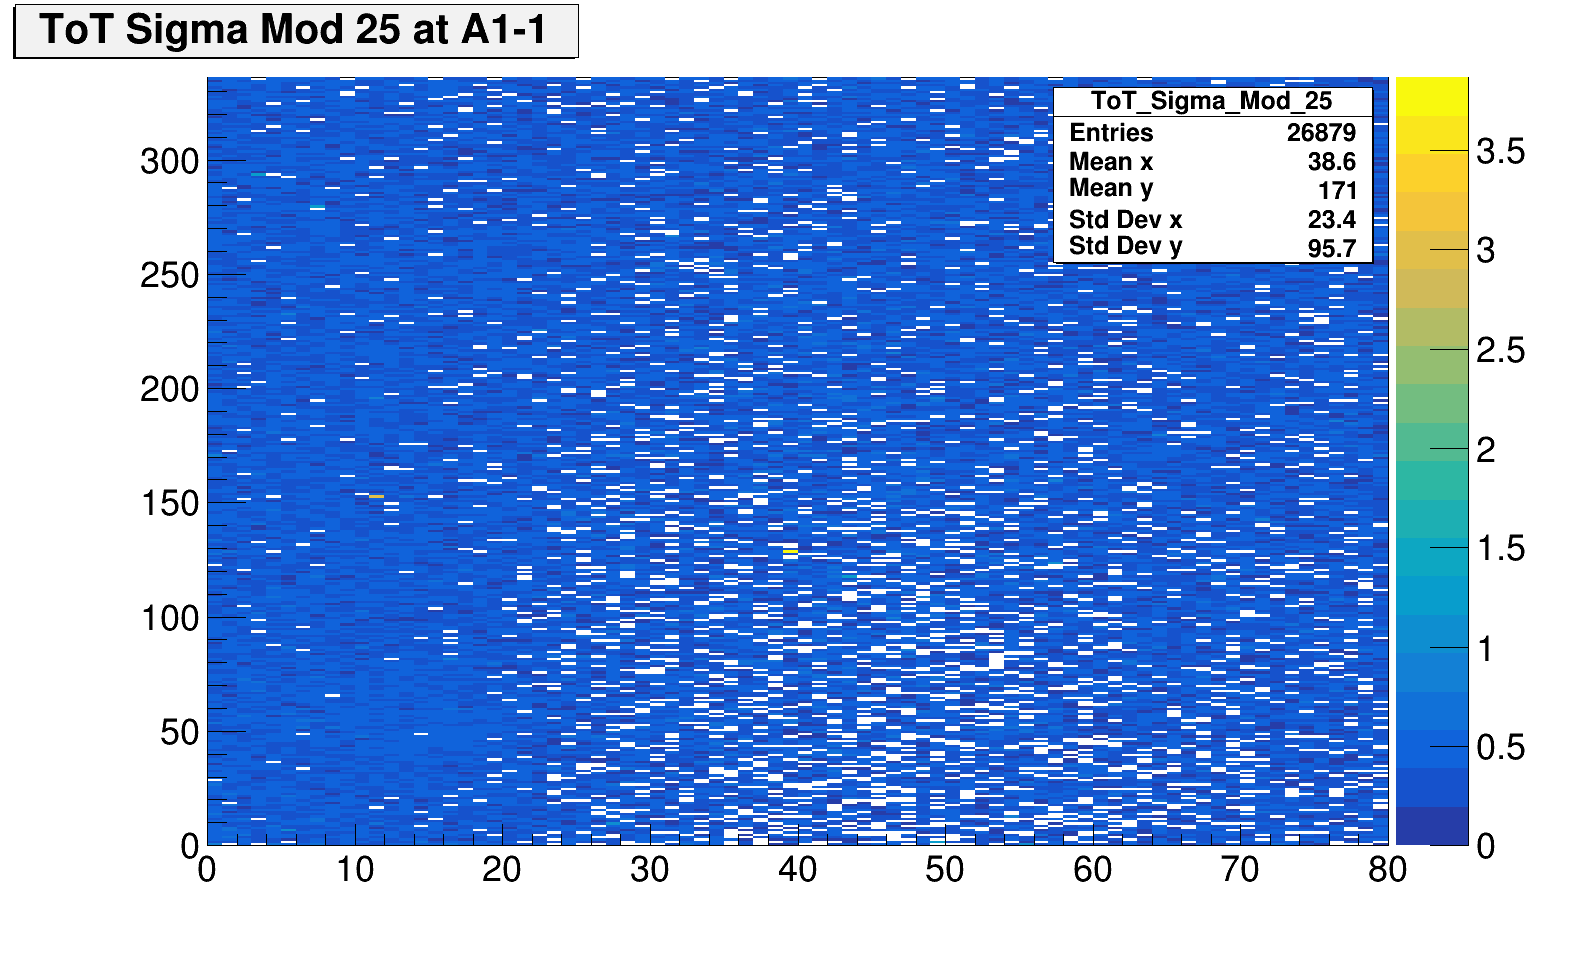 ToT Sigma Mod 25 at A1-1
ToT_Sigma_Mod_25
Entries 26879
Mean x 38.6
Mean y 171
Std Dev x 23.4
Std Dev y 95.7
300
250
200
150
100
50
0
0 10 20 30 40 50 60 70 80
3.5
3
2.5
2
1.5
1
0.5
0